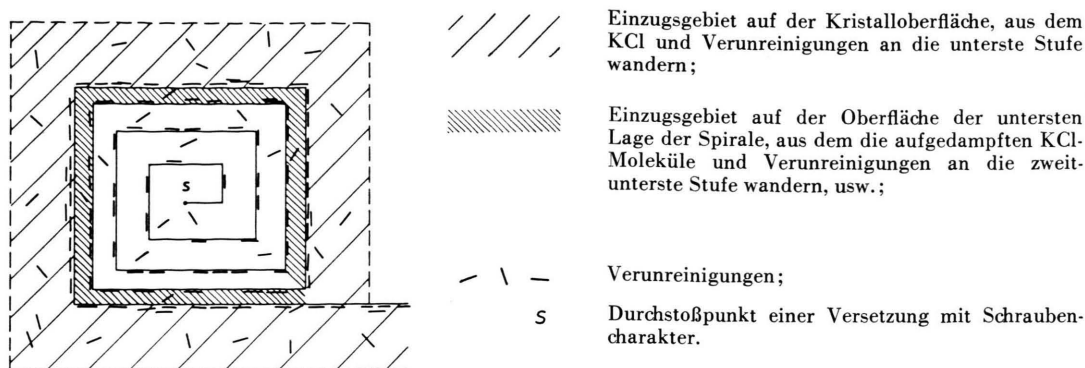 Einzugsgebiet auf der Kristalloberfläche, aus dem
KCl und Verunreinigungen an die unterste Stufe
wandern;
Einzugsgebiet auf der Oberfläche der untersten
Lage der Spirale, aus dem die aufgedampften KCl-
Moleküle und Verunreinigungen an die zweit-
unterste Stufe wandern, usw.;
S
Verunreinigungen;
S Durchstoßpunkt einer Versetzung mit Schrauben-
charakter.